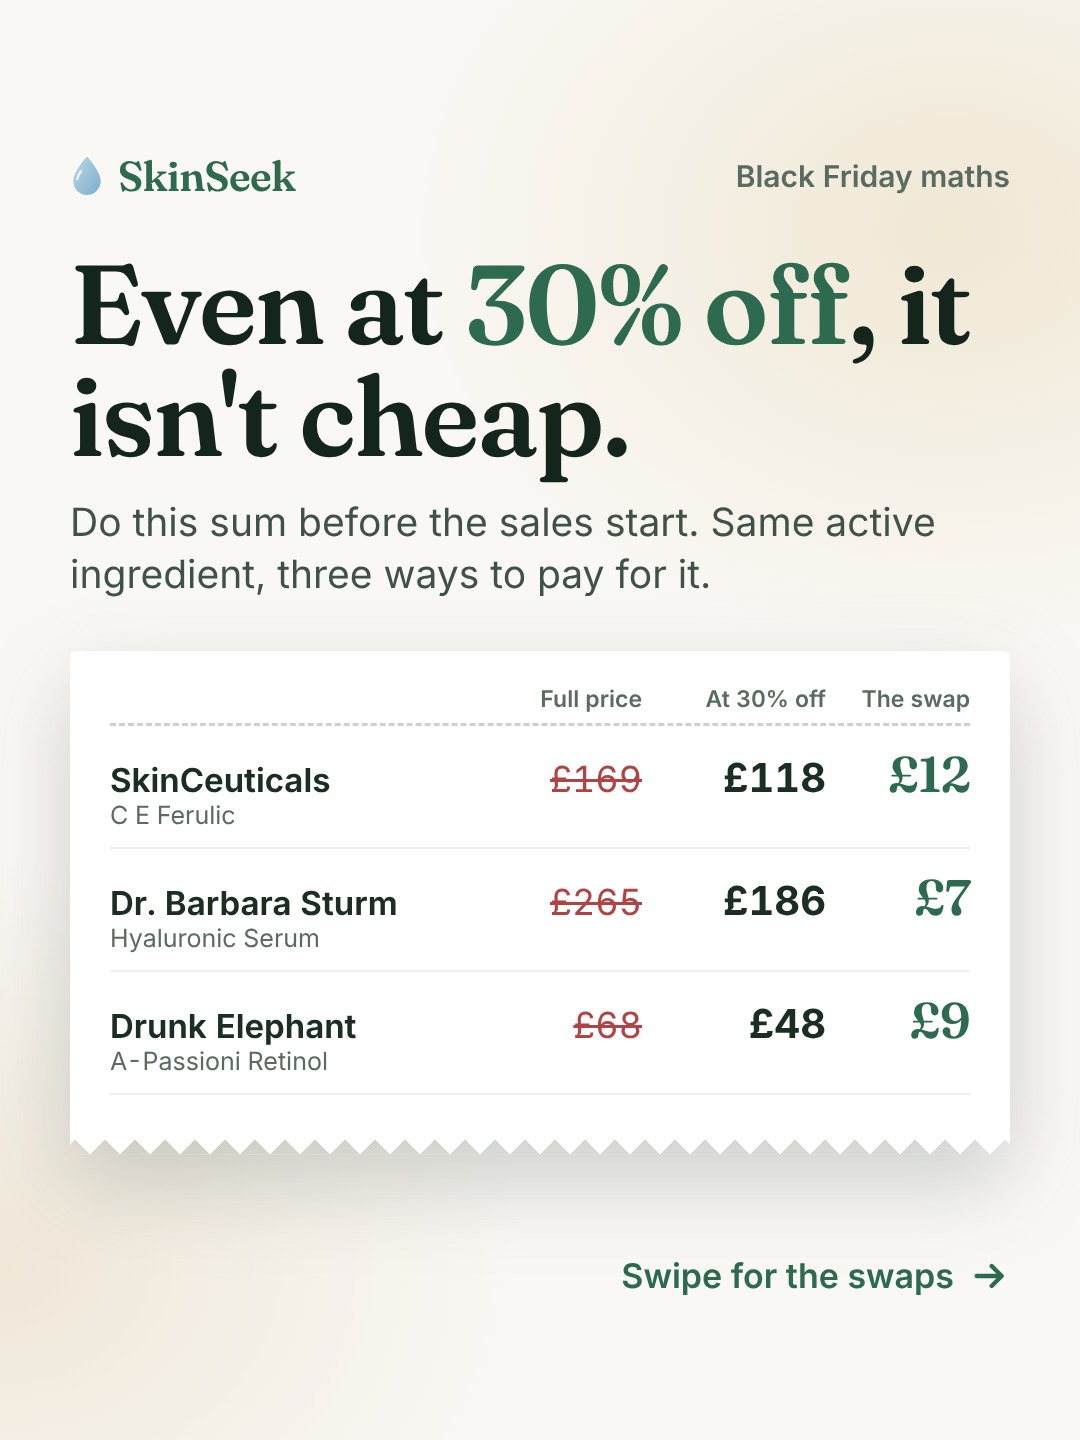 SkinSeek
Black Friday maths
Even at 30% off, it
isn't cheap.
Do this sum before the sales start. Same active
ingredient, three ways to pay for it.
Full price At 30% off The swap
SkinCeuticals £169 £118 £12
C E Ferulic
Dr. Barbara Sturm £265 £186 £7
Hyaluronic Serum
Drunk Elephant £68 £48 £9
A-Passioni Retinol
Swipe for the swaps →